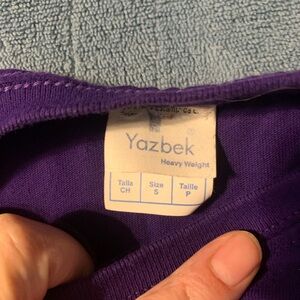 Yazbek
Heavy Weight
Talla Size Taille
CH S P